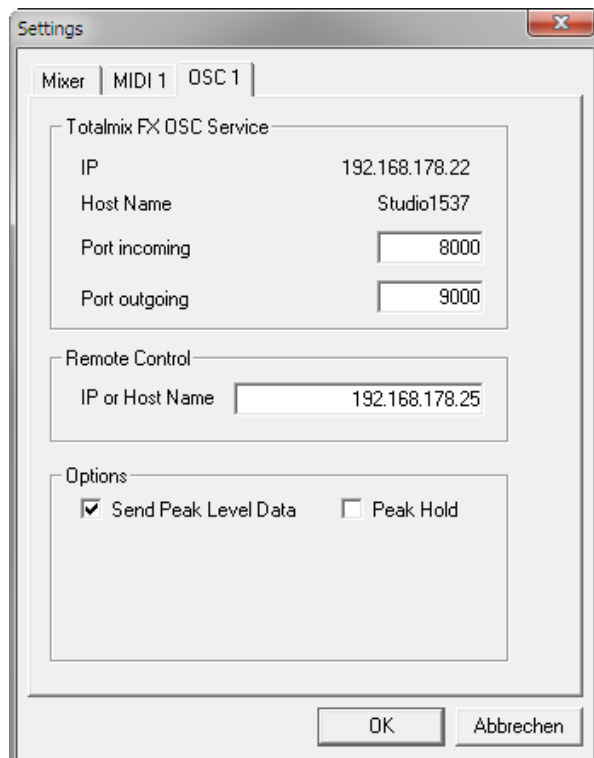 Settings
Mixer MIDI 1 OSC 1
Totalmix FX OSC Service
IP 192.168.178.22
Host Name Studio1537
Port incoming 8000
Port outgoing 9000
Remote Control
IP or Host Name 192.168.178.25
Options
Send Peak Level Data Peak Hold
OK Abbrechen